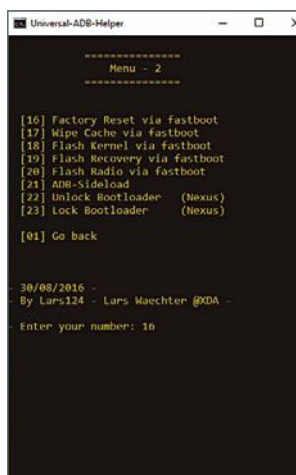 Universal-ADB-Helper
===============
Menu - 2
===============
[16] Factory Reset via fastboot
[17] Wipe Cache via fastboot
[18] Flash Kernel via fastboot
[19] Flash Recovery via fastboot
[20] Flash Radio via fastboot
[21] ADB-Sideload
[22] Unlock Bootloader (Nexus)
[23] Lock Bootloader (Nexus)
[01] Go back
- 30/08/2016 -
- By Lars124 - Lars Waechter @XDA -
- Enter your number: 16